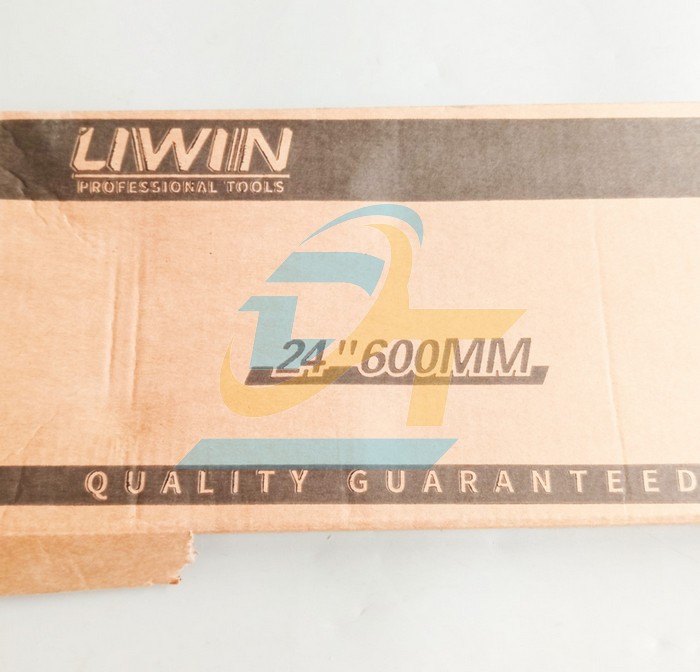 LIWIN
PROFESSIONAL TOOLS
24"600MM
QUALITY GUARANTEED